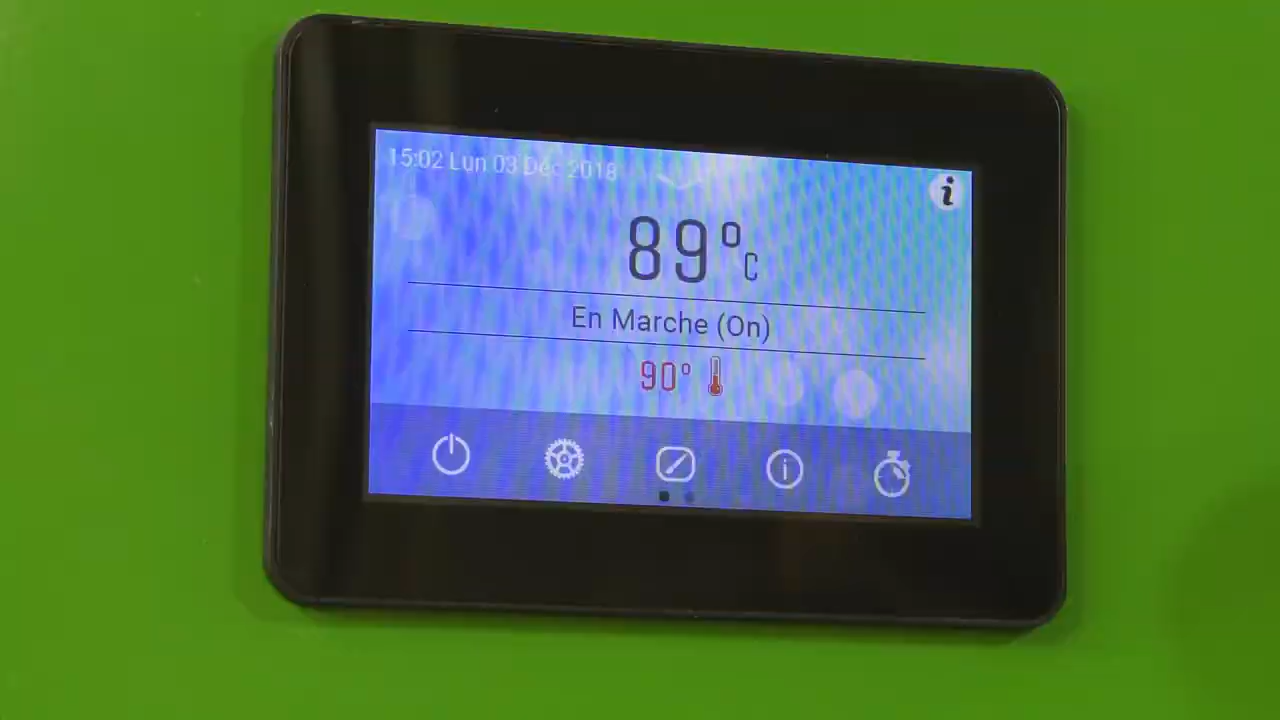 15:02 Lun 03 Déc 2018
i
89°C
En Marche (On)
90°
i